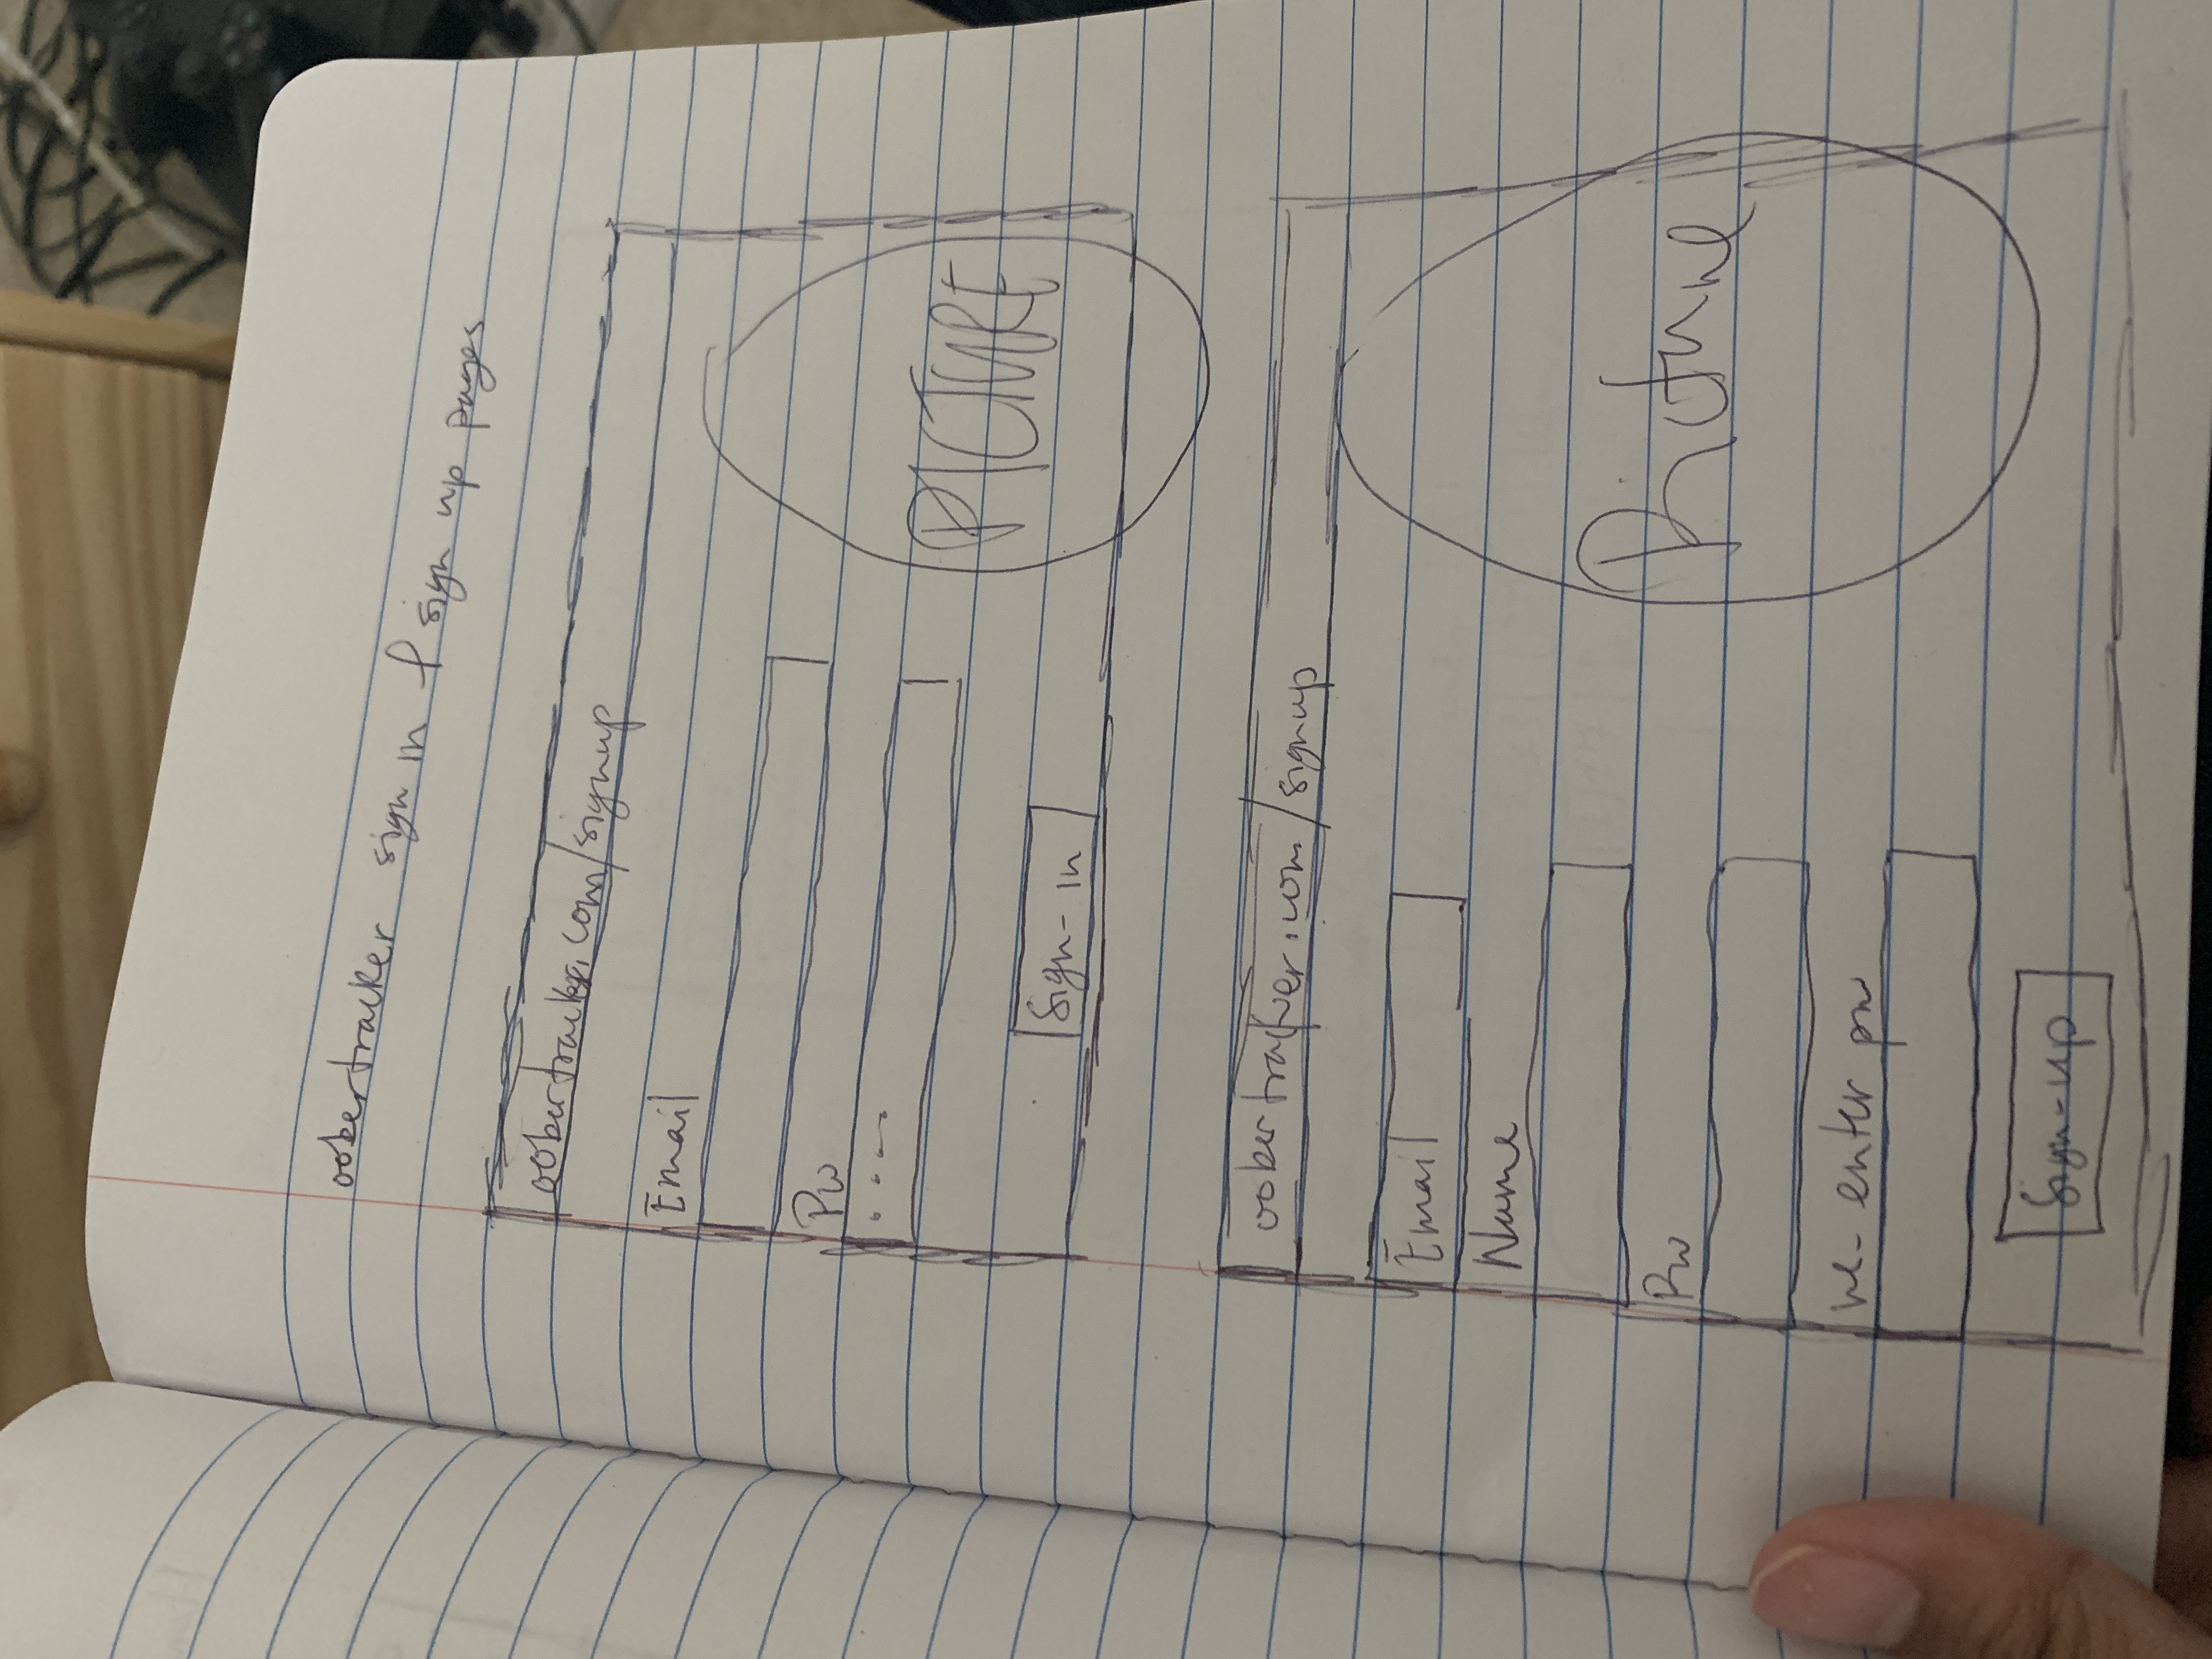 oobertracker sign in & sign up pages
oobertracker.com/signup
Email
Pw
....
PICTURE
Sign-in
oobertracker.com/signup
Email
Name
Pw
Picture
re-enter pw
Sign-up